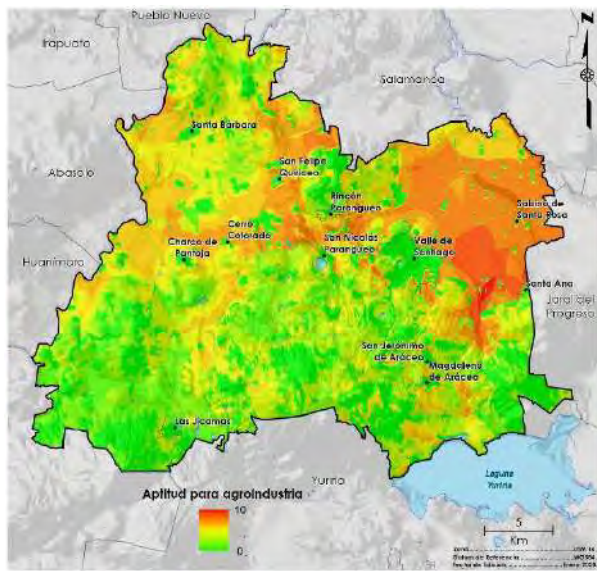 Pueblo Nuevo
Irapuato
Salamanca
Santa Bárbara
Abasolo
San Felipe
Quiriceo
Rincón
Parangueo
Sabino de
Santa Rosa
Cerro
Colorado
Charco de
Pantoja
San Nicolás
Parangueo
Valle de
Santiago
Huanímaro
Santa Ana
Jaral del
Progreso
San Jerónimo
de Aráceo
Magdalena
de Aráceo
Las Jícamas
Yuriria
Laguna
Yuriria
Aptitud para agroindustria
10
0
5
Km